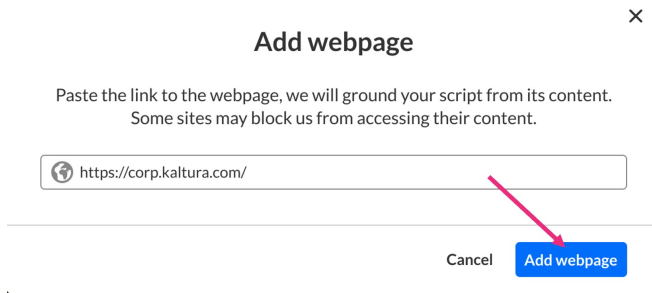 Add webpage
Paste the link to the webpage, we will ground your script from its content.
Some sites may block us from accessing their content.
https://corp.kaltura.com/
Cancel
Add webpage